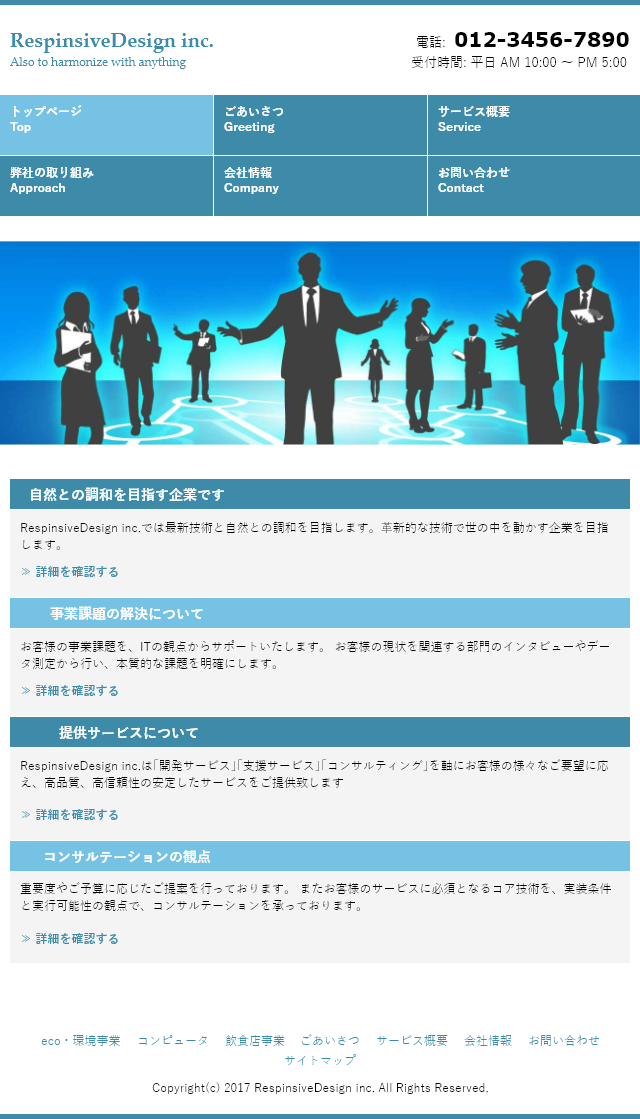 RespinsiveDesign inc.
Also to harmonize with anything
電話: 012-3456-7890
受付時間: 平日 AM 10:00 ～ PM 5:00
トップページ
Top
ごあいさつ
Greeting
サービス概要
Service
弊社の取り組み
Approach
会社情報
Company
お問い合わせ
Contact
自然との調和を目指す企業です
RespinsiveDesign inc.では最新技術と自然との調和を目指します。革新的な技術で世の中を動かす企業を目指
します。
≫ 詳細を確認する
事業課題の解決について
お客様の事業課題を、ITの観点からサポートいたします。 お客様の現状を関連する部門のインタビューやデー
タ測定から行い、本質的な課題を明確にします。
≫ 詳細を確認する
提供サービスについて
RespinsiveDesign inc.は｢開発サービス｣｢支援サービス｣｢コンサルティング｣を軸にお客様の様々なご要望に応
え、高品質、高信頼性の安定したサービスをご提供致します
≫ 詳細を確認する
コンサルテーションの観点
重要度やご予算に応じたご提案を行っております。 またお客様のサービスに必須となるコア技術を、実装条件
と実行可能性の観点で、コンサルテーションを承っております。
≫ 詳細を確認する
eco・環境事業 コンピュータ 飲食店事業 ごあいさつ サービス概要 会社情報 お問い合わせ
サイトマップ
Copyright(c) 2017 RespinsiveDesign inc. All Rights Reserved.